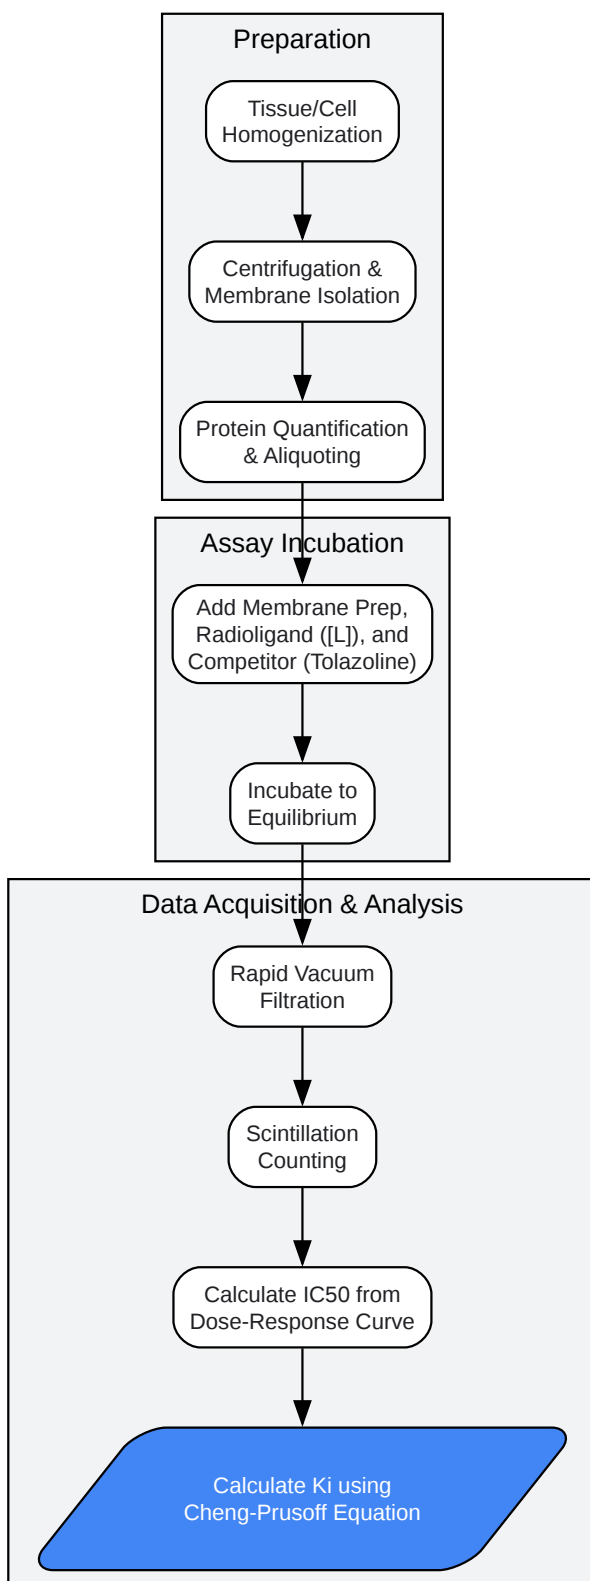 Preparation
Tissue/Cell
Homogenization
Centrifugation &
Membrane Isolation
Protein Quantification
& Aliquoting
Assay Incubation
Add Membrane Prep,
Radioligand ([L]), and
Competitor (Tolazoline)
Incubate to
Equilibrium
Data Acquisition & Analysis
Rapid Vacuum
Filtration
Scintillation
Counting
Calculate IC50 from
Dose-Response Curve
Calculate Ki using
Cheng-Prusoff Equation